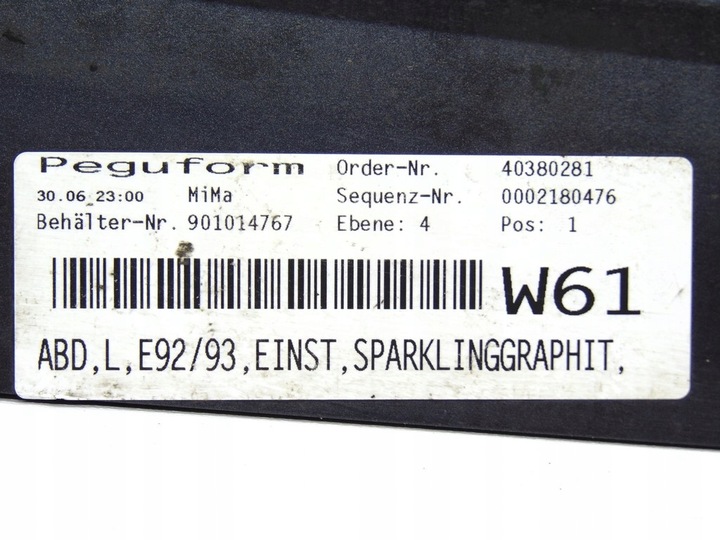 Peguform Order-Nr. 40380281
30.06 23:00 MiMa Sequenz-Nr. 0002180476
Behälter-Nr. 901014767 Ebene: 4 Pos: 1
W61
ABD,L,E92/93,EINST,SPARKLINGGRAPHIT,